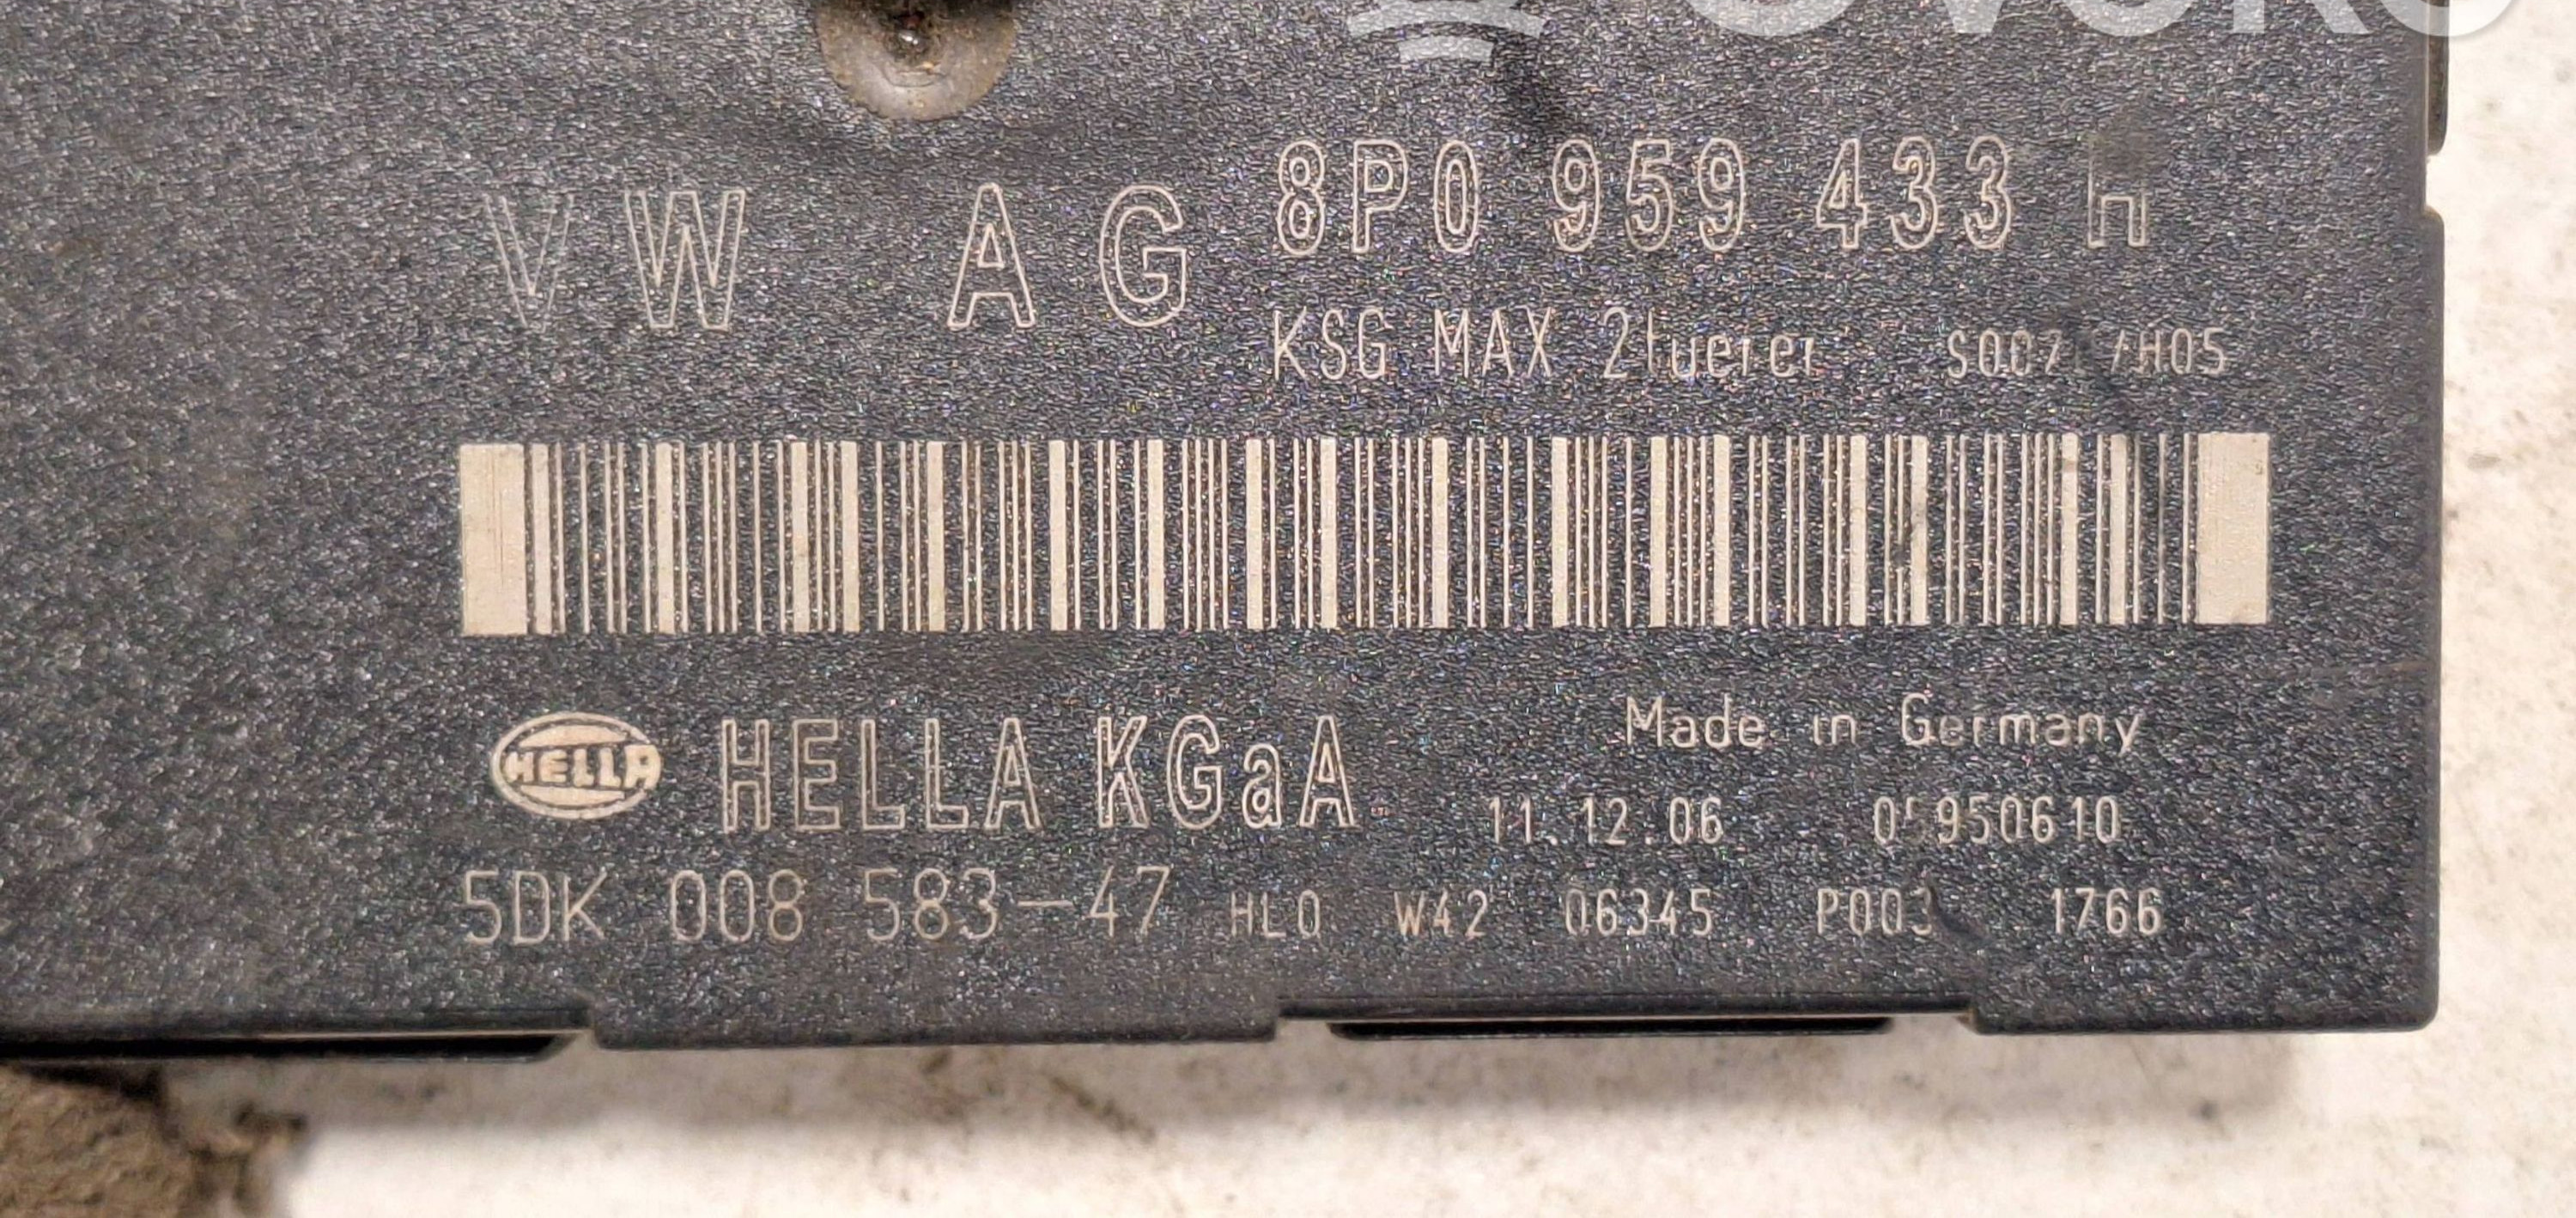 VW AG 8P0 959 433
KSG MAX 2tuerer
HELLA
HELLA KGaA
Made in Germany
11.12.06
5DK 008 583-47 HLO W42 06345 1766